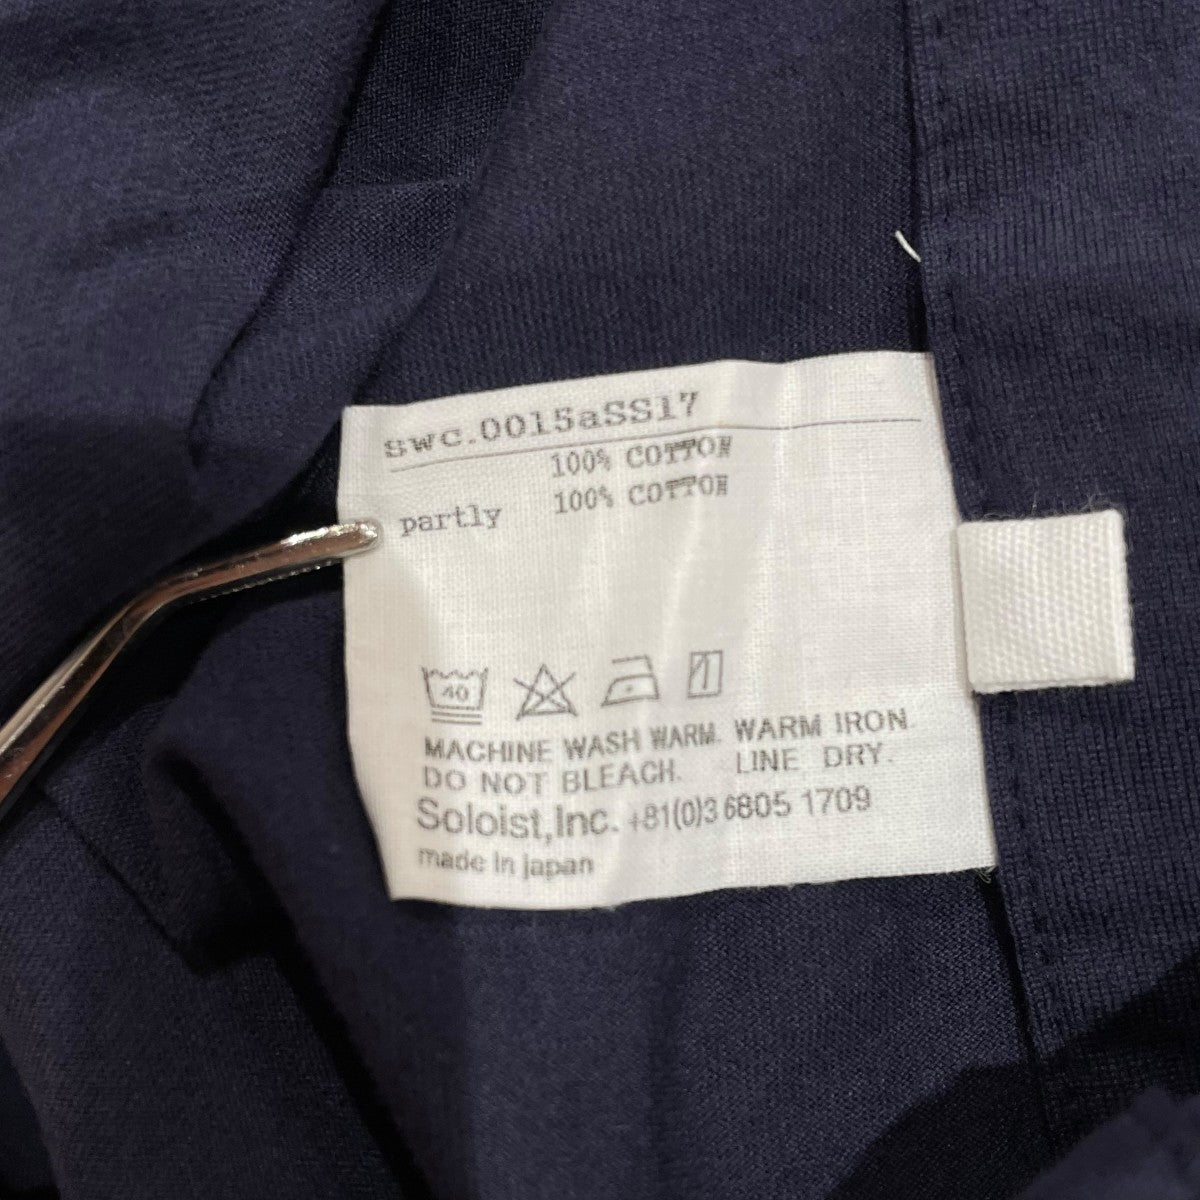 swc.0015aSS17
100% COTTON
partly 100% COTTON
40
MACHINE WASH WARM. WARM IRON.
DO NOT BLEACH. LINE DRY.
Soloist,Inc. +81(0)3 6805 1709
made in japan